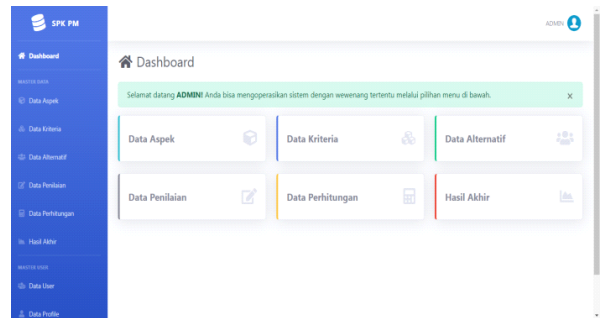 SPK PM
ADMIN
Dashboard
MASTER DATA
Data Aspek
Data Kriteria
Data Alternatif
Data Penilaian
Data Perhitungan
Hasil Akhir
MASTER USER
Data User
Data Profile
Dashboard
Selamat datang ADMIN! Anda bisa mengoperasikan sistem dengan wewenang tertentu melalui pilihan menu di bawah.
×
Data Aspek
Data Kriteria
Data Alternatif
Data Penilaian
Data Perhitungan
Hasil Akhir